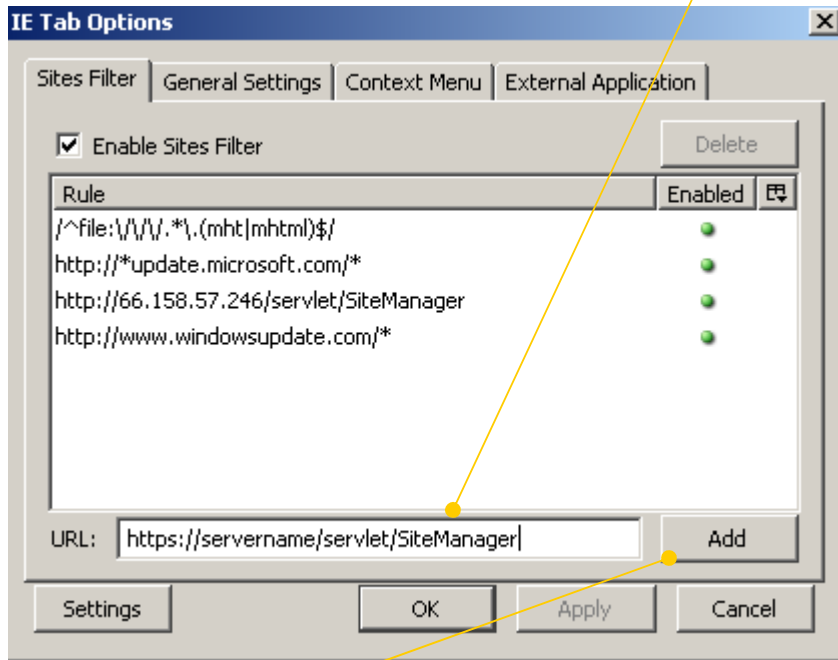 IE Tab Options
Sites Filter General Settings Context Menu External Application
Enable Sites Filter Delete
Rule Enabled
/^file:\/\/\/.*\.(mht|mhtml)$/
http://*update.microsoft.com/*
http://66.158.57.246/servlet/SiteManager
http://www.windowsupdate.com/*
URL: https://servername/servlet/SiteManager Add
Settings OK Apply Cancel